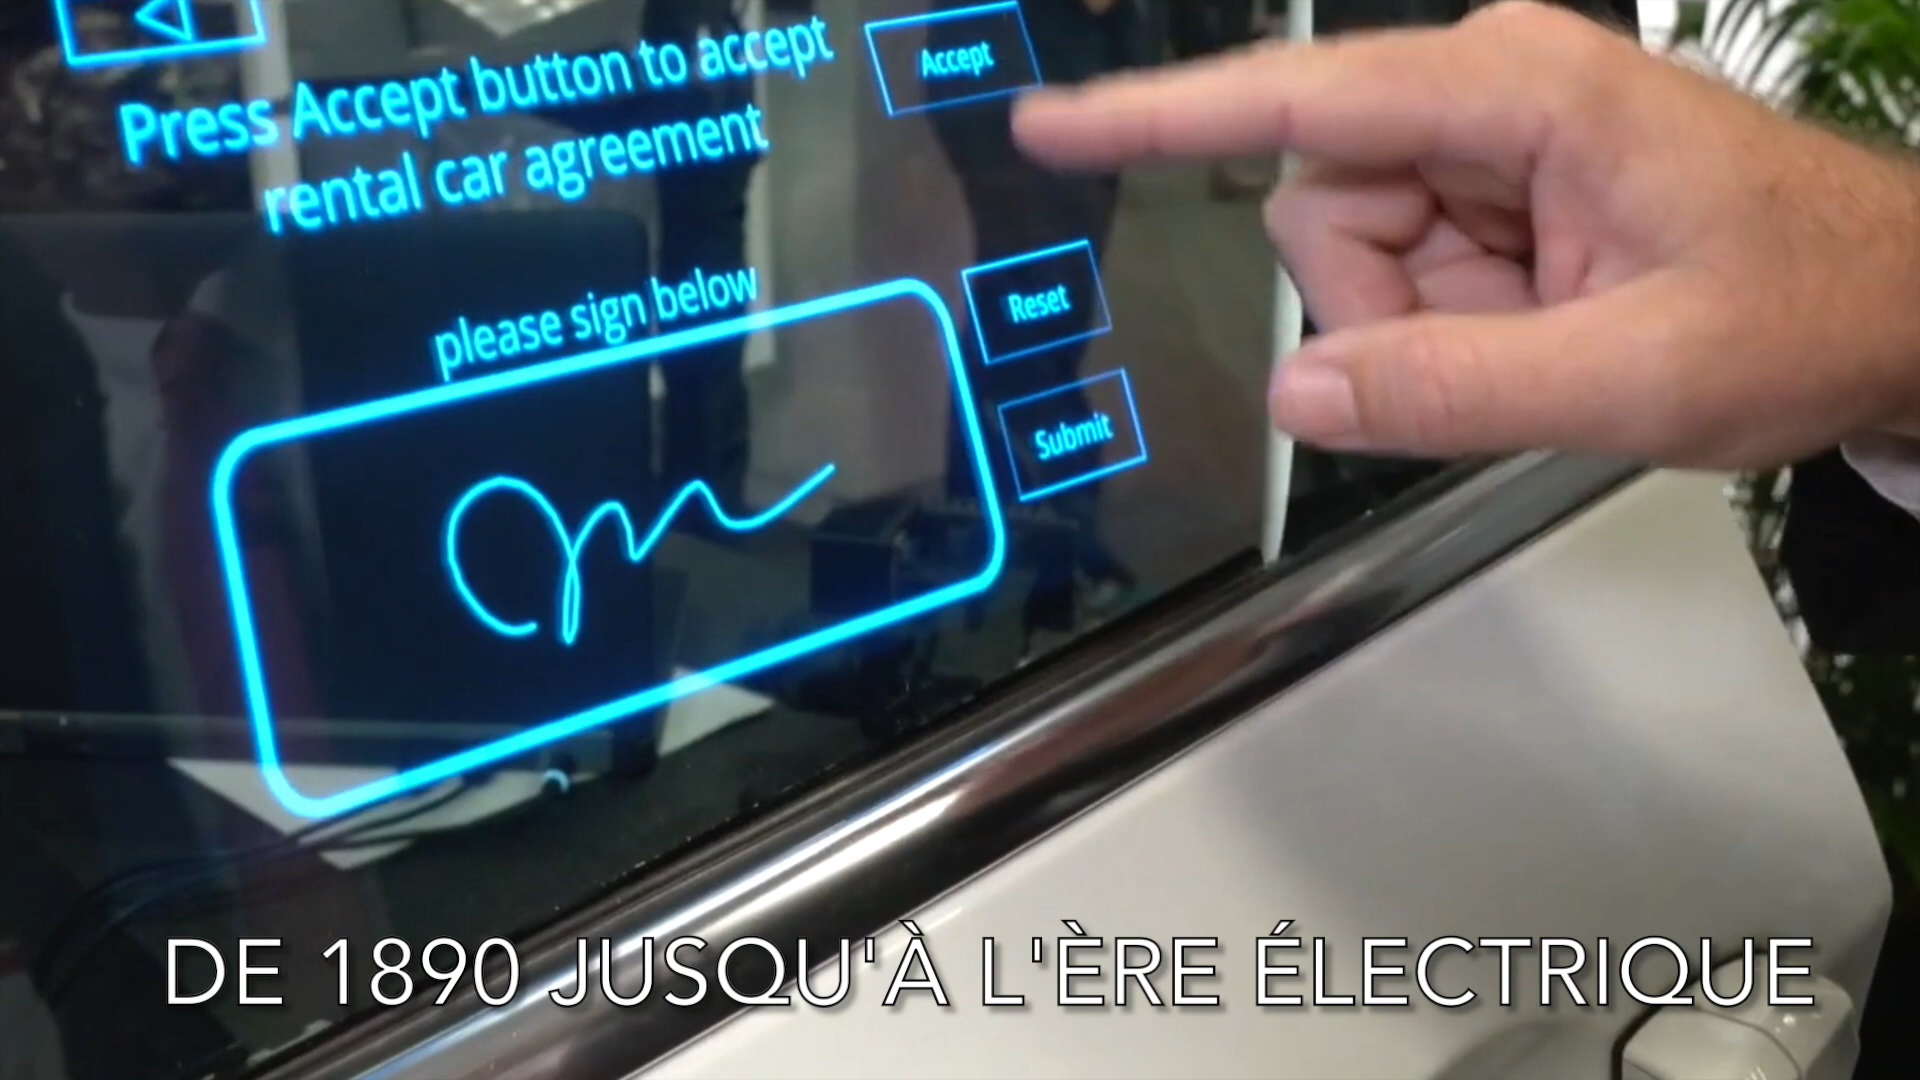 Press Accept button to accept
rental car agreement
Accept
please sign below
Reset
Submit
DE 1890 JUSQU'À L'ÈRE ÉLECTRIQUE